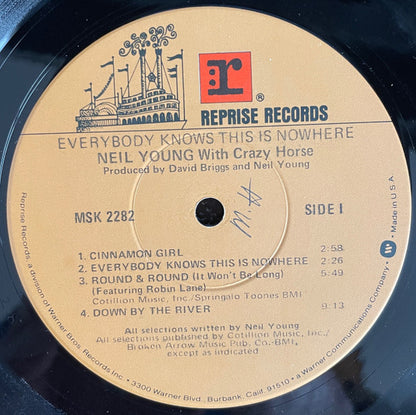 r ®
REPRISE RECORDS
EVERYBODY KNOWS THIS IS NOWHERE
NEIL YOUNG With Crazy Horse
Produced by David Briggs and Neil Young
MSK 2282
SIDE I
1. CINNAMON GIRL 2:58
2. EVERYBODY KNOWS THIS IS NOWHERE 2:26
3. ROUND & ROUND (It Won't Be Long) 5:49
(Featuring Robin Lane)
Cotillion Music, Inc./Springalo Toones BMI
4. DOWN BY THE RIVER 9:13
All selections written by Neil Young
All selections published by Cotillion Music, Inc./
Broken Arrow Music Pub. Co.-BMI,
except as indicated
Reprise Records, a division of Warner Bros. Records Inc. • 3300 Warner Blvd., Burbank, Calif. 91510 • a Warner Communications Company.
Made in U.S.A.